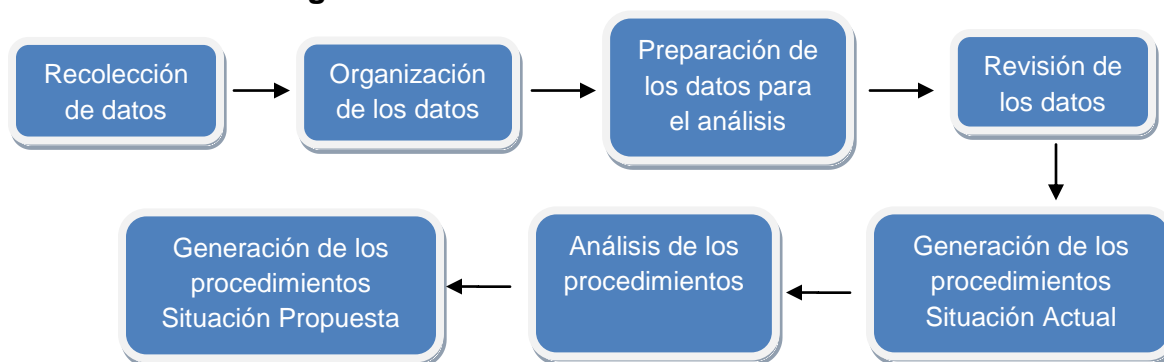 Recolección
de datos
Organización
de los datos
Preparación de
los datos para
el análisis
Revisión de
los datos
Generación de los
procedimientos
Situación Actual
Análisis de los
procedimientos
Generación de los
procedimientos
Situación Propuesta